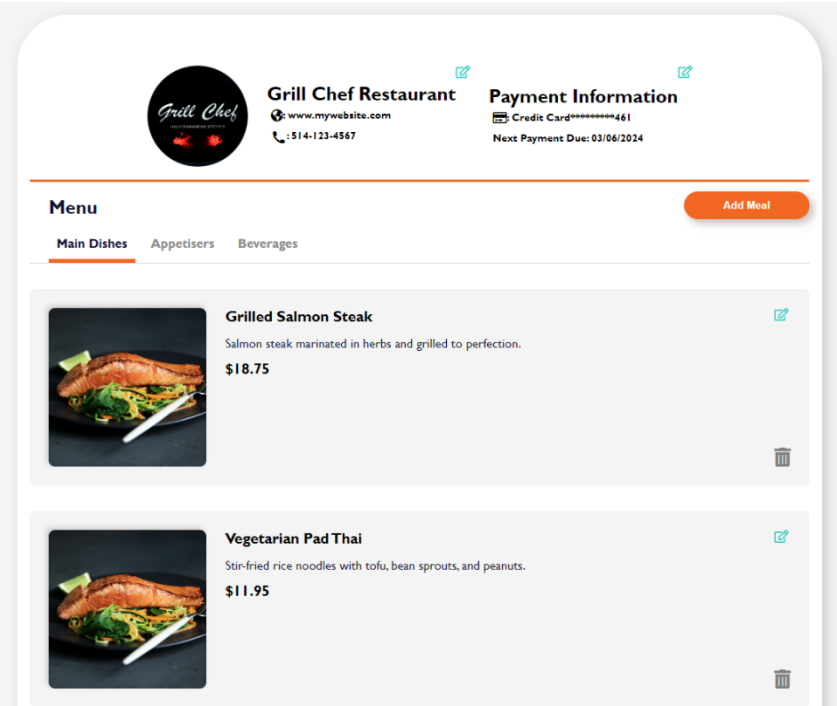 Grill Chef
MEDITERRANEAN KITCHEN
Grill Chef Restaurant
: www.mywebsite.com
: 514-123-4567
Payment Information
: Credit Card*********461
Next Payment Due: 03/06/2024
Menu
Add Meal
Main Dishes Appetisers Beverages
Grilled Salmon Steak
Salmon steak marinated in herbs and grilled to perfection.
$18.75
Vegetarian Pad Thai
Stir-fried rice noodles with tofu, bean sprouts, and peanuts.
$11.95